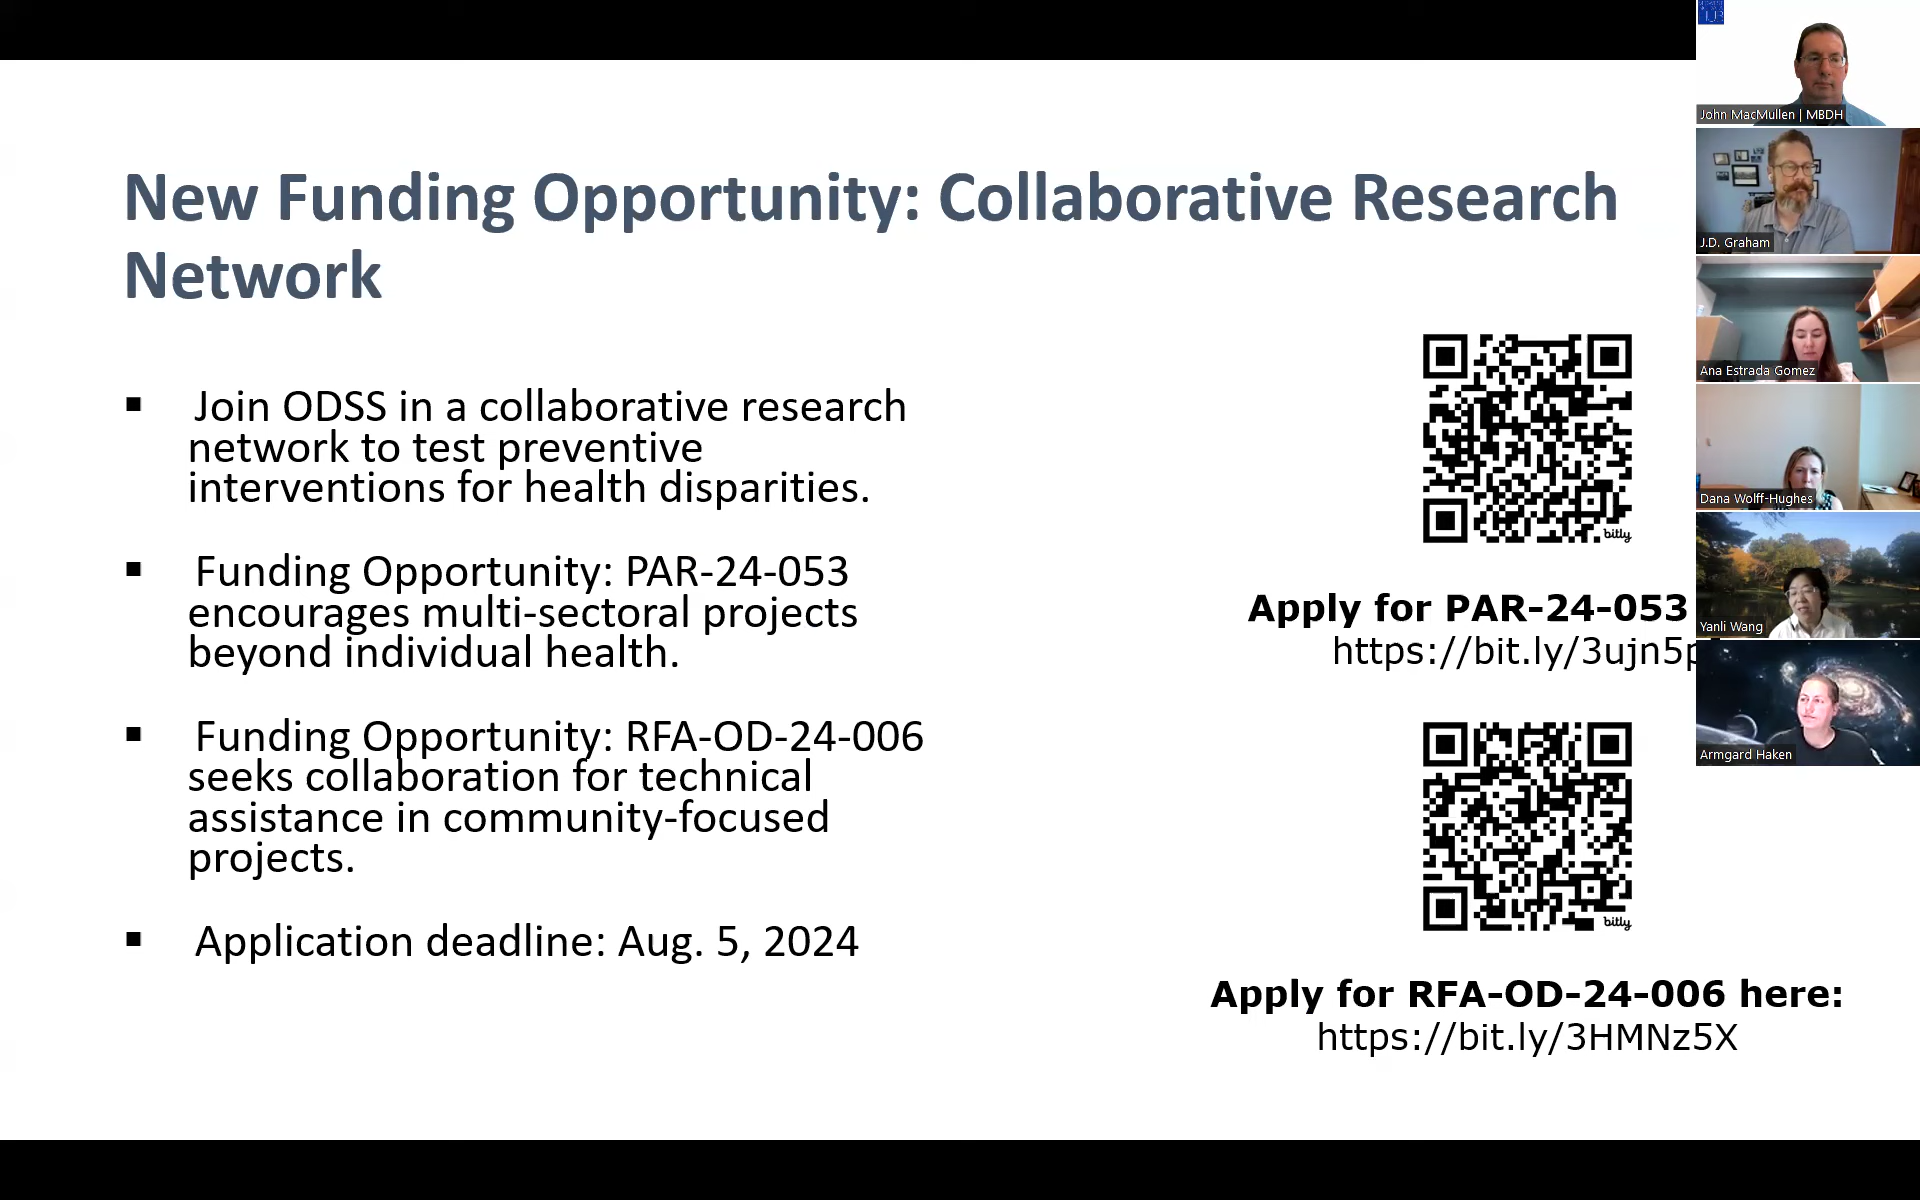 New Funding Opportunity: Collaborative Research
Network
▪ Join ODSS in a collaborative research
network to test preventive
interventions for health disparities.
▪ Funding Opportunity: PAR-24-053
encourages multi-sectoral projects
beyond individual health.
▪ Funding Opportunity: RFA-OD-24-006
seeks collaboration for technical
assistance in community-focused
projects.
▪ Application deadline: Aug. 5, 2024
bitly
Apply for PAR-24-053
https://bit.ly/3ujn5p
bitly
Apply for RFA-OD-24-006 here:
https://bit.ly/3HMNz5X
John MacMullen | MBDH
J.D. Graham
Ana Estrada Gomez
Dana Wolff-Hughes
Yanli Wang
Armgard Haken